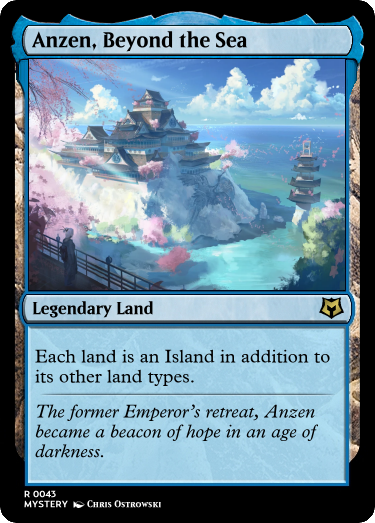 Anzen, Beyond the Sea
Legendary Land
Each land is an Island in addition to
its other land types.
The former Emperor's retreat, Anzen
became a beacon of hope in an age of
darkness.
R 0043
MYSTERY Chris Ostrowski